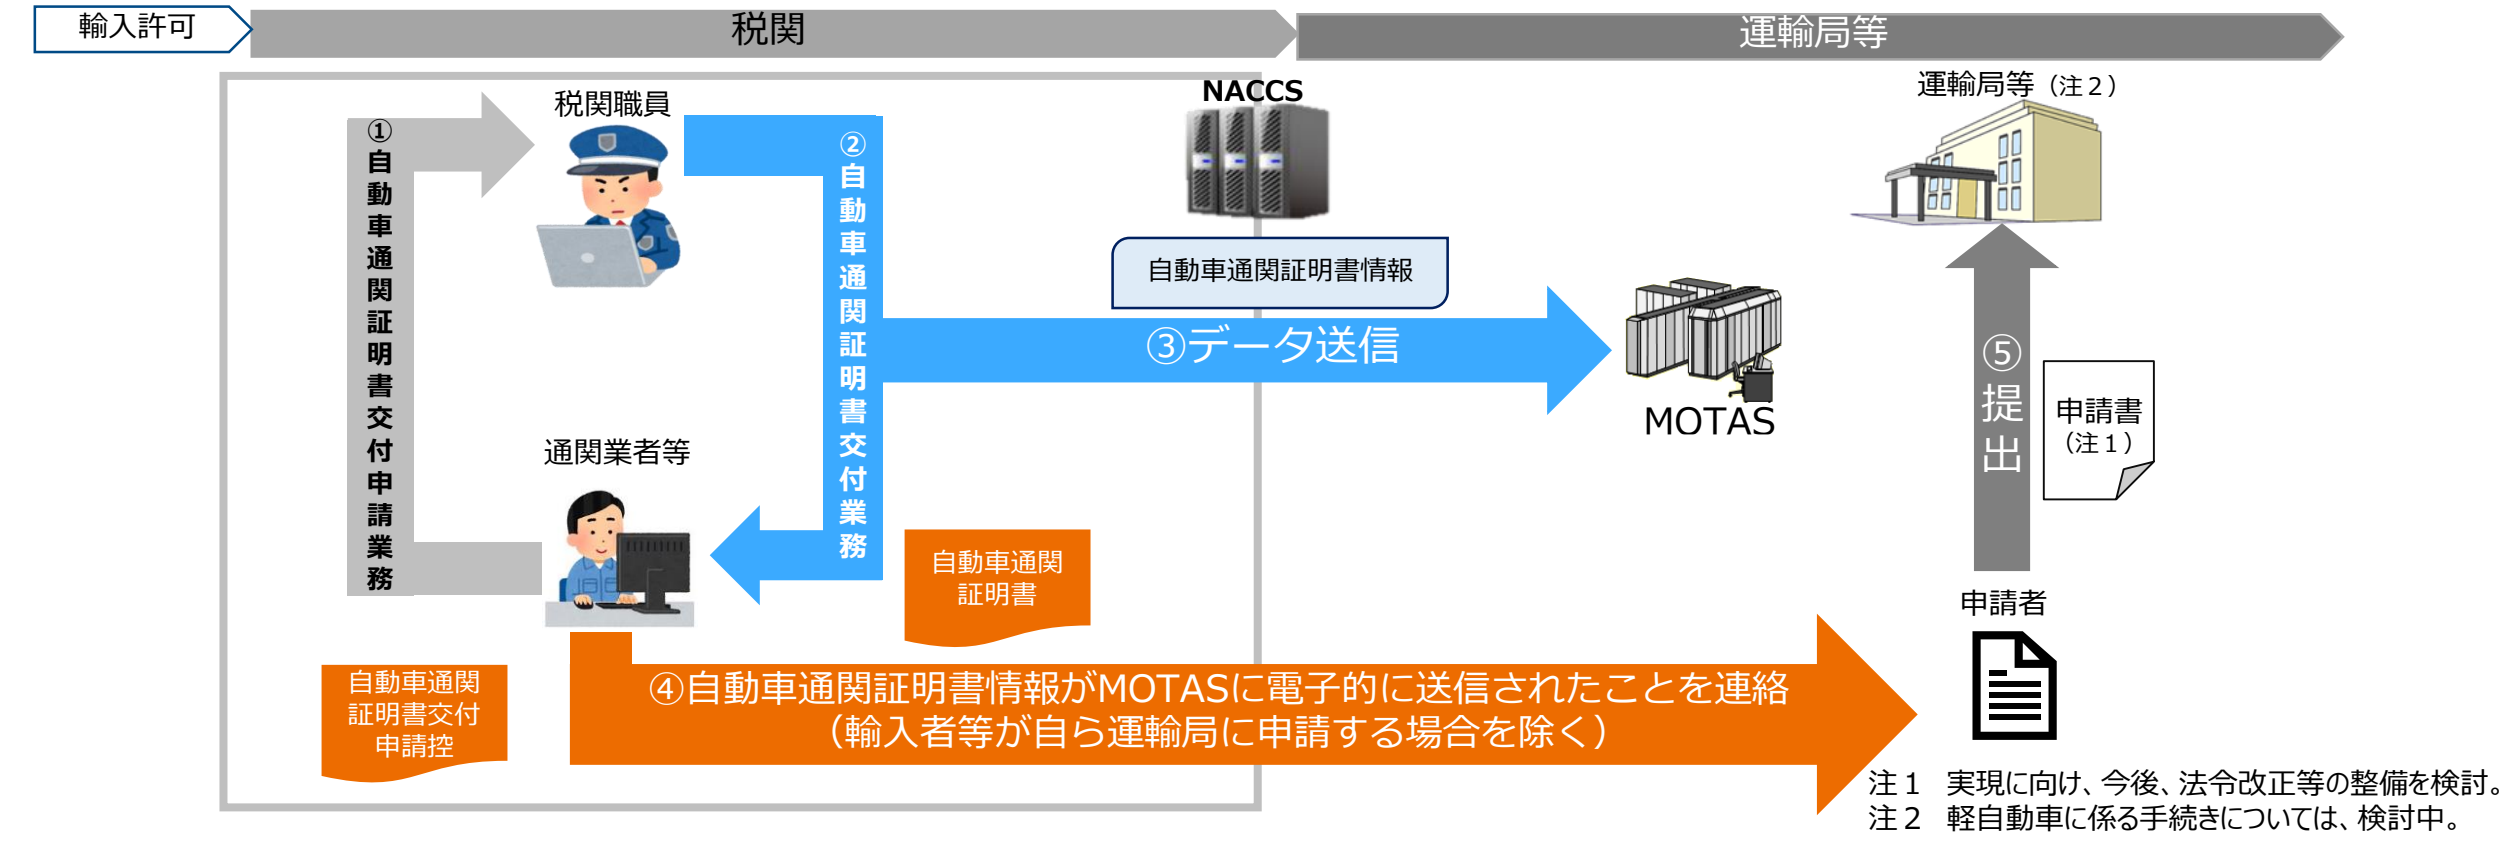 輸入許可
税関
運輸局等
税関職員
NACCS
運輸局等（注２）
①自動車通関証明書交付申請業務
②自動車通関証明書交付業務
自動車通関証明書情報
③データ送信
MOTAS
⑤提出
申請書
（注１）
通関業者等
自動車通関
証明書
申請者
自動車通関
証明書交付
申請控
④自動車通関証明書情報がMOTASに電子的に送信されたことを連絡
（輸入者等が自ら運輸局に申請する場合を除く）
注１　実現に向け、今後、法令改正等の整備を検討。
注２　軽自動車に係る手続きについては、検討中。